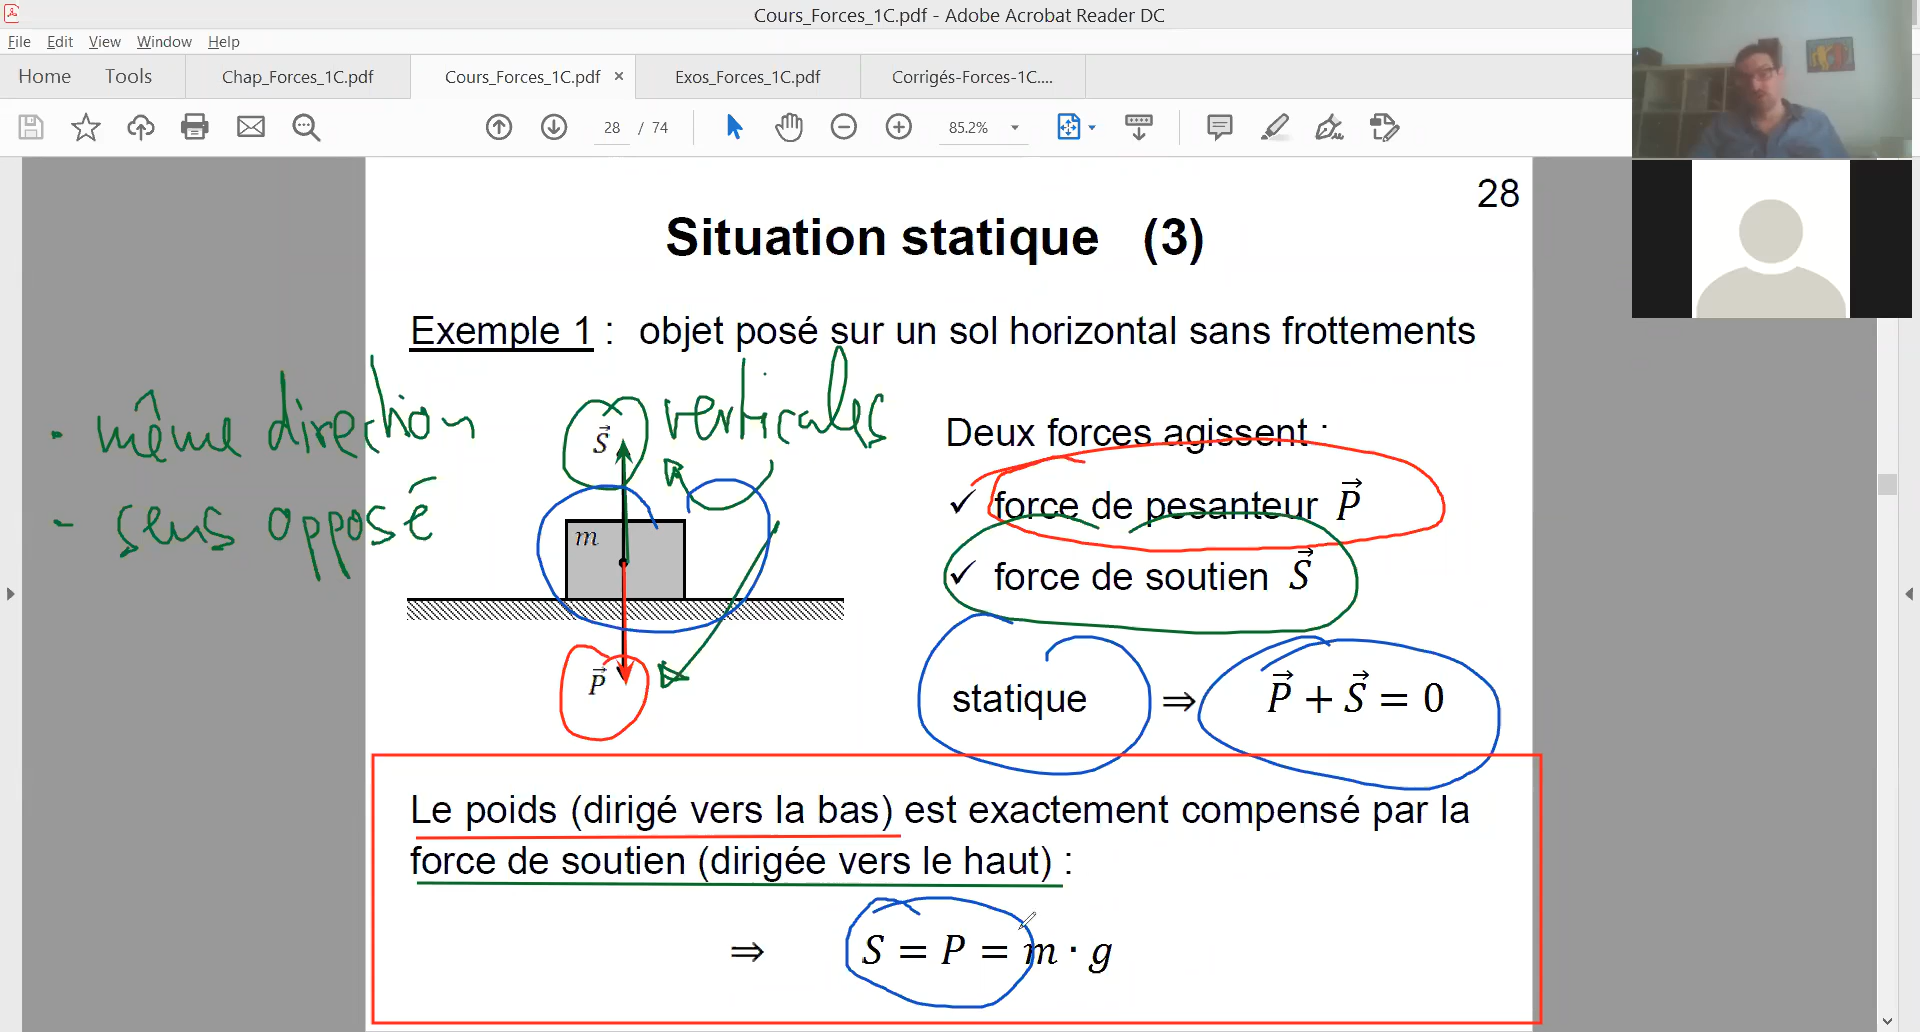 Cours_Forces_1C.pdf - Adobe Acrobat Reader DC
File Edit View Window Help
Home Tools Chap_Forces_1C.pdf Cours_Forces_1C.pdf × Exos_Forces_1C.pdf Corrigés-Forces-1C....
28 / 74 85.2%
28
Situation statique (3)
Exemple 1 : objet posé sur un sol horizontal sans frottements
· même direction
- sens opposé
verticales
S⃗
m
P⃗
Deux forces agissent :
✓ force de pesanteur P⃗
✓ force de soutien S⃗
statique ⇒ P⃗ + S⃗ = 0
Le poids (dirigé vers la bas) est exactement compensé par la
force de soutien (dirigée vers le haut) :
⇒ S = P = m · g